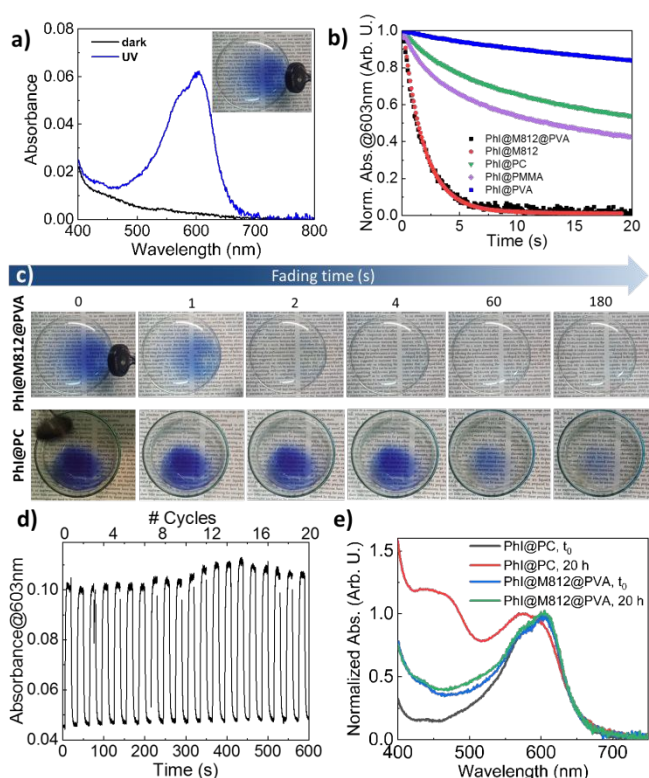 a)
dark
UV
Absorbance
0.08
0.06
0.04
0.02
0.00
400 500 600 700 800
Wavelength (nm)
b)
Norm. Abs.@603nm (Arb. U.)
1.0
0.8
0.6
0.4
0.2
0.0
PhI@M812@PVA
PhI@M812
PhI@PC
PhI@PMMA
PhI@PVA
0 5 10 15 20
Time (s)
c)
Fading time (s)
0 1 2 4 60 180
PhI@M812@PVA
PhI@PC
d)
# Cycles
0 4 8 12 16 20
Absorbance@603nm
0.10
0.08
0.06
0.04
0 100 200 300 400 500 600
Time (s)
e)
Normalized Abs. (Arb. U.)
1.5
1.0
0.5
0.0
PhI@PC, t₀
PhI@PC, 20 h
PhI@M812@PVA, t₀
PhI@M812@PVA, 20 h
400 500 600 700
Wavelength (nm)